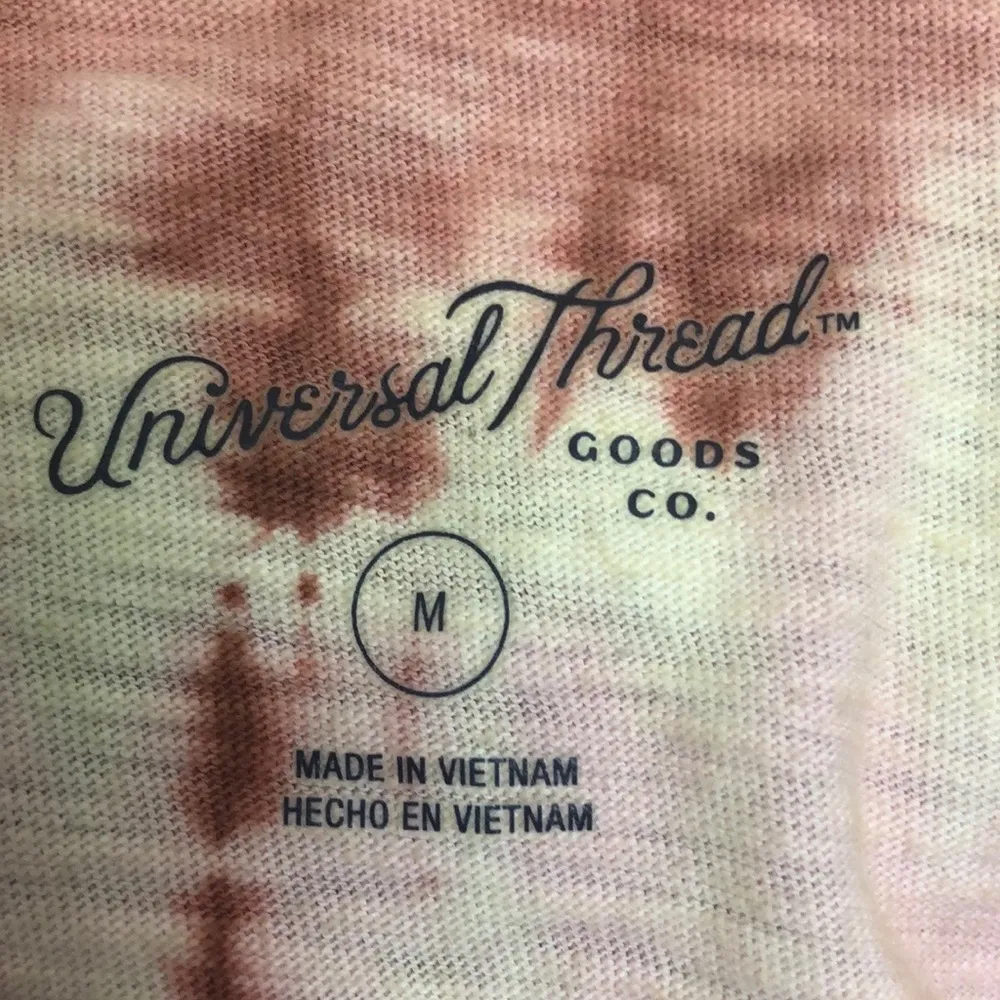 Universal Thread™
GOODS
CO.
M
MADE IN VIETNAM
HECHO EN VIETNAM